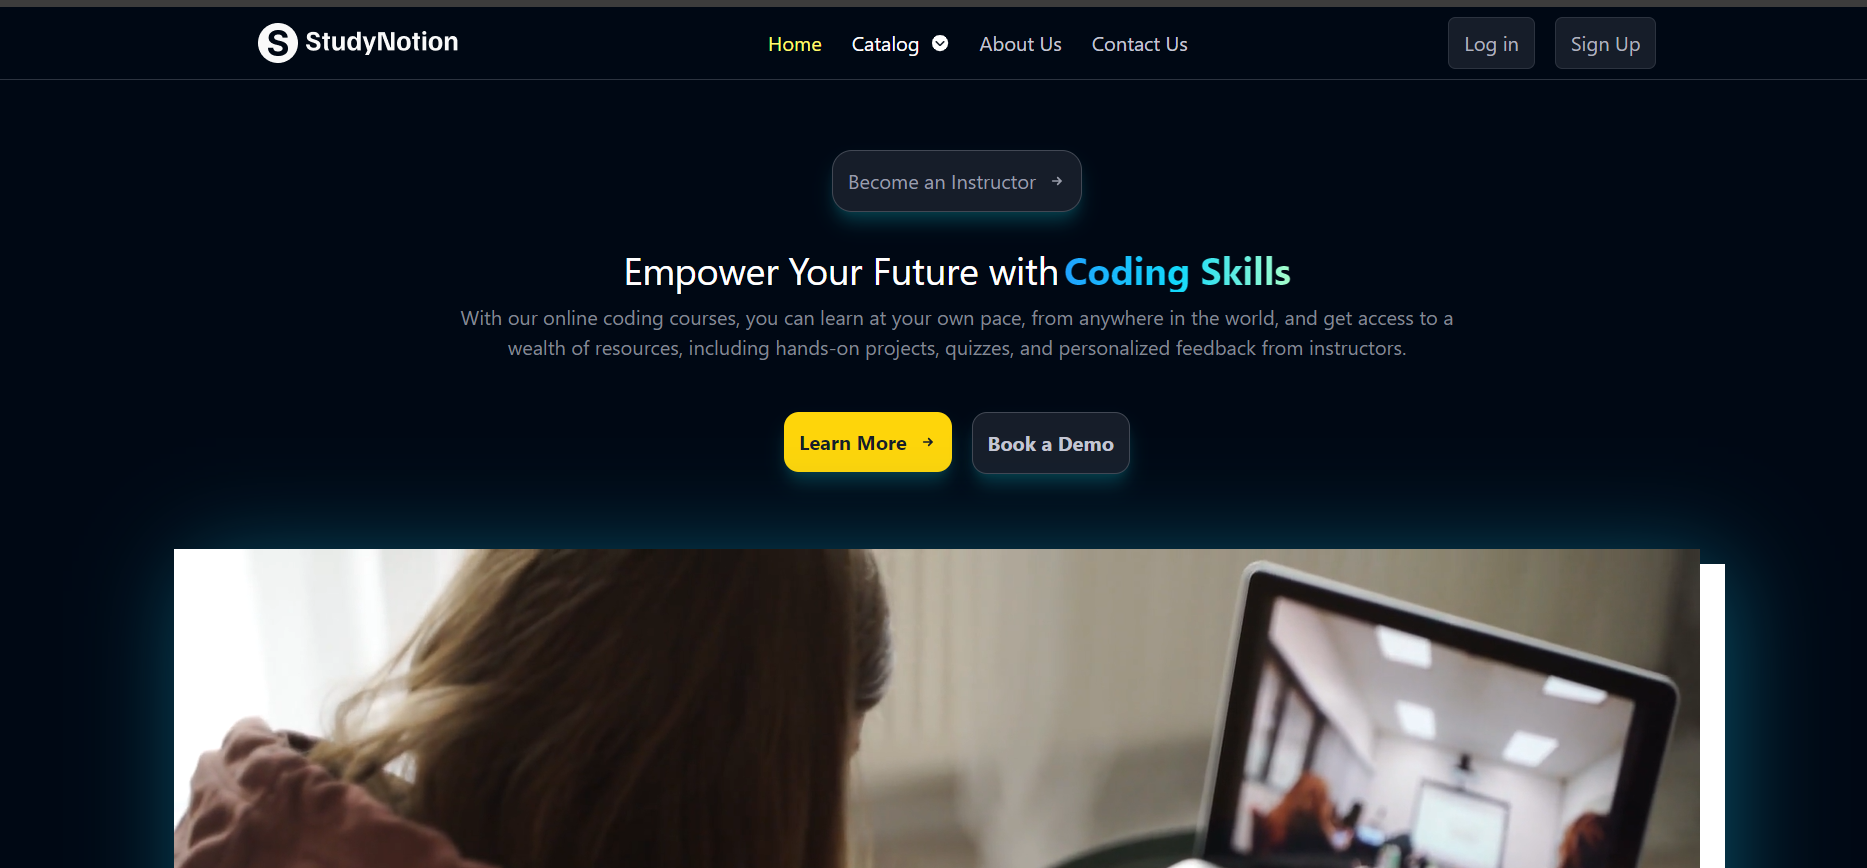 StudyNotion
Home Catalog About Us Contact Us
Log in Sign Up
Become an Instructor
Empower Your Future with Coding Skills
With our online coding courses, you can learn at your own pace, from anywhere in the world, and get access to a
wealth of resources, including hands-on projects, quizzes, and personalized feedback from instructors.
Learn More Book a Demo